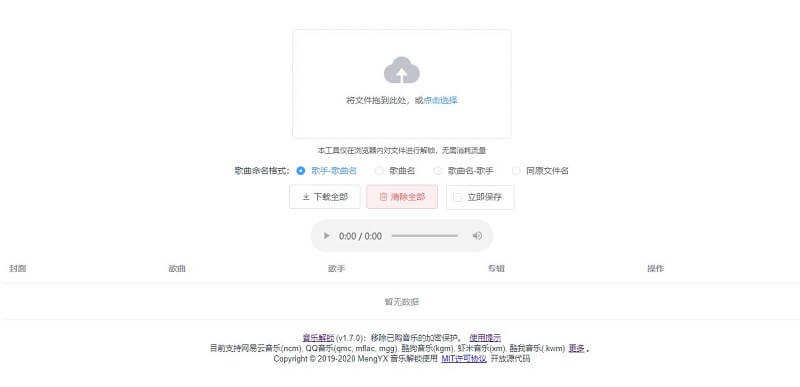 将文件拖到此处，或点击选择
本工具仅在浏览器内对文件进行解锁，无需消耗流量
歌曲命名格式： 歌手-歌曲名 歌曲名 歌曲名-歌手 同原文件名
下载全部 清除全部 立即保存
0:00 / 0:00
封面 歌曲 歌手 专辑 操作
暂无数据
音乐解锁 (v1.7.0)：移除已购音乐的加密保护。 使用提示
目前支持网易云音乐(ncm), QQ音乐(qmc, mflac, mgg), 酷狗音乐(kgm), 虾米音乐(xm), 酷我音乐(.kwm) 更多 。
Copyright © 2019-2020 MengYX 音乐解锁使用 MIT许可协议 开放源代码